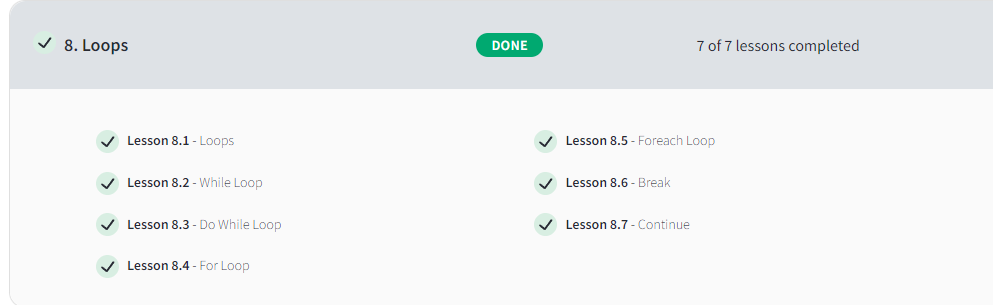 8. Loops
DONE
7 of 7 lessons completed
Lesson 8.1 - Loops
Lesson 8.2 - While Loop
Lesson 8.3 - Do While Loop
Lesson 8.4 - For Loop
Lesson 8.5 - Foreach Loop
Lesson 8.6 - Break
Lesson 8.7 - Continue